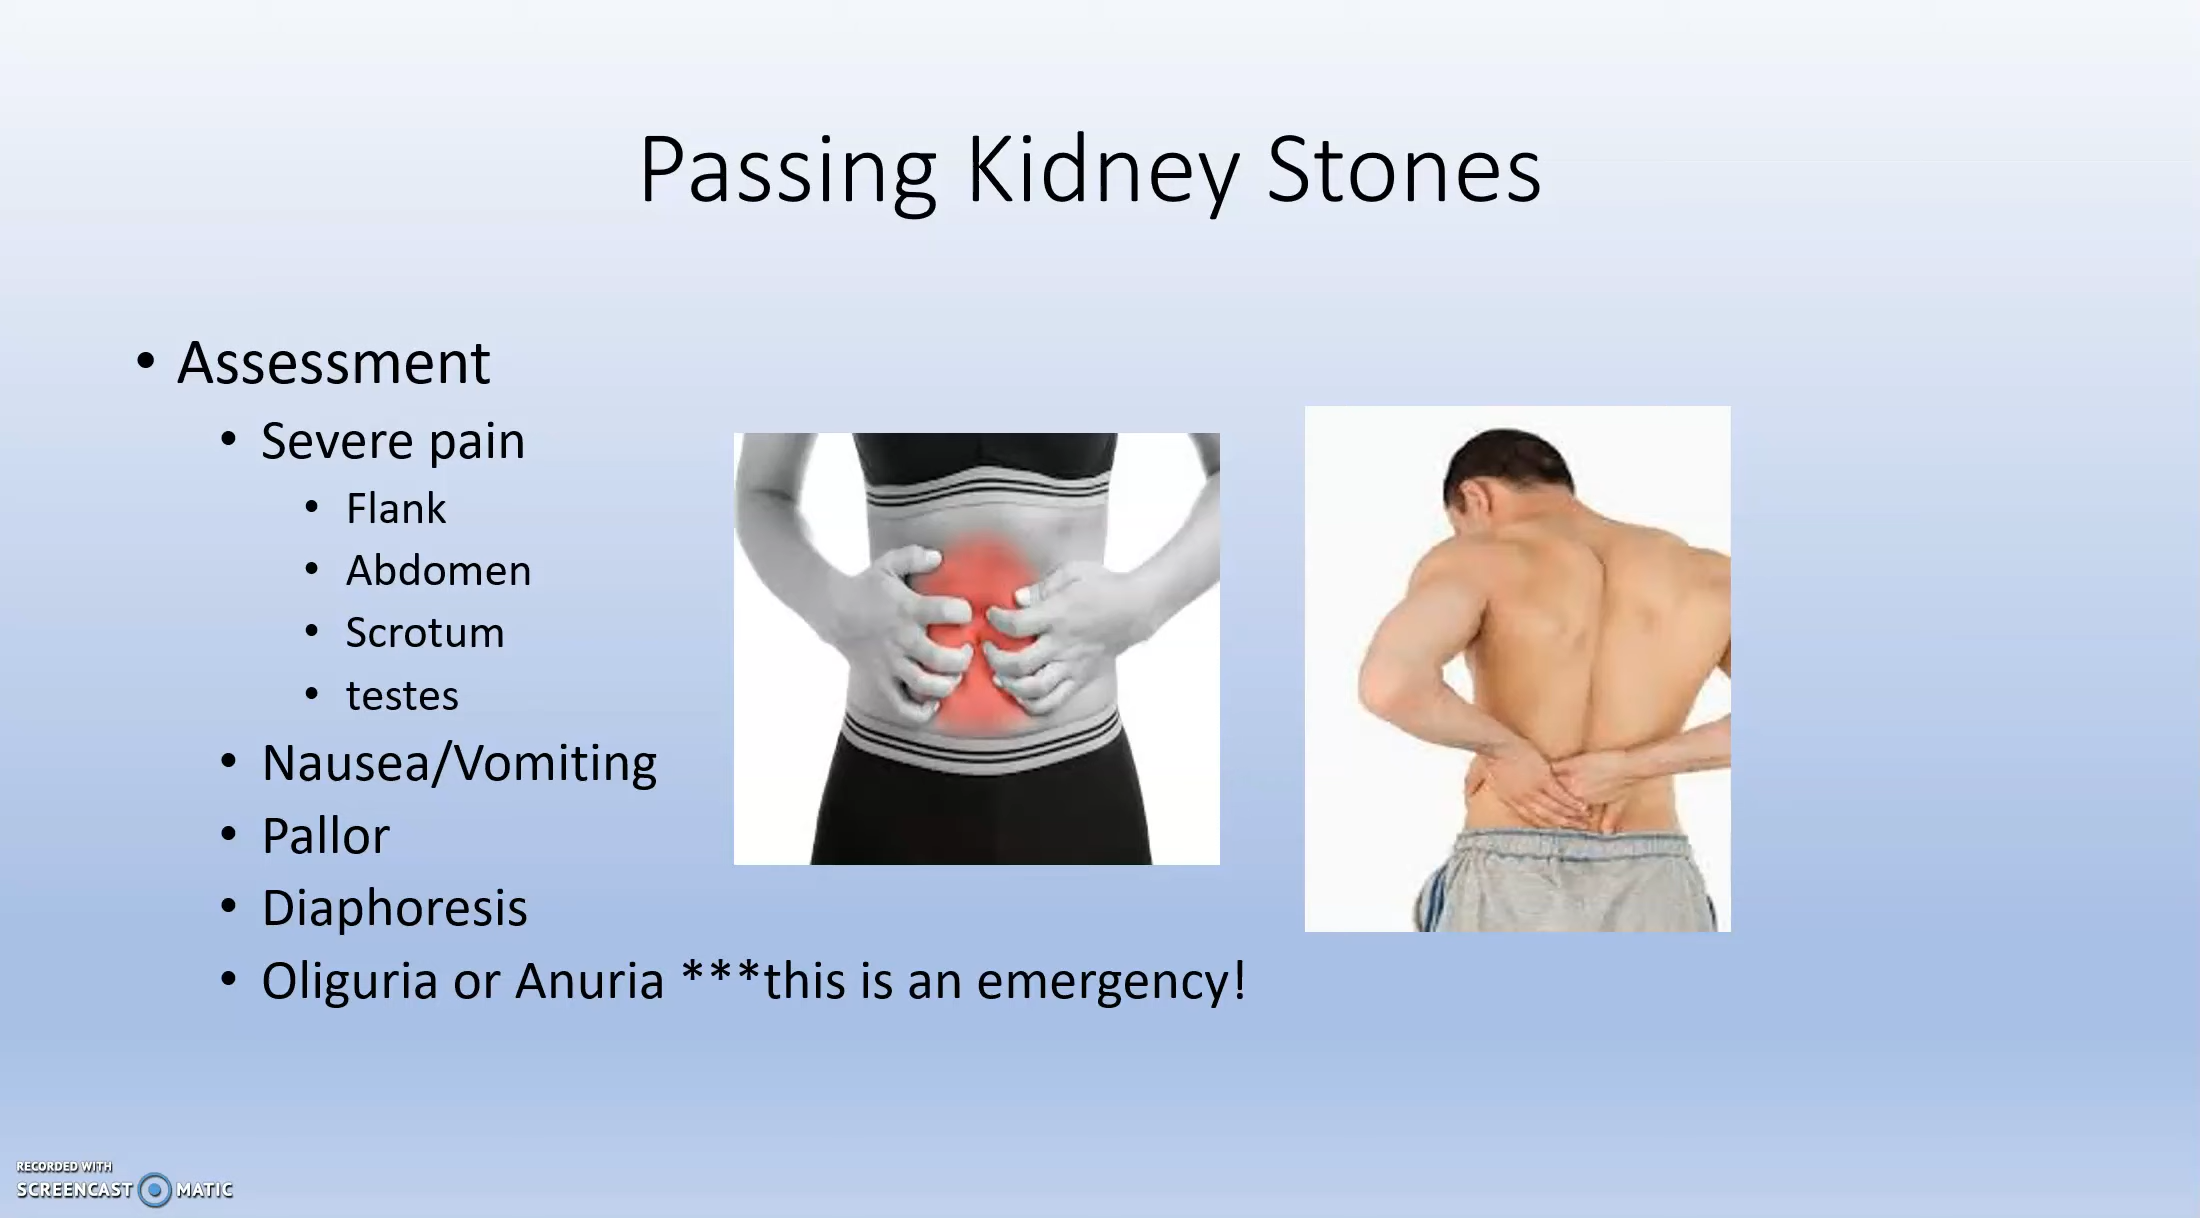 Passing Kidney Stones
• Assessment
• Severe pain
• Flank
• Abdomen
• Scrotum
• testes
• Nausea/Vomiting
• Pallor
• Diaphoresis
• Oliguria or Anuria ***this is an emergency!
RECORDED WITH
SCREENCAST MATIC